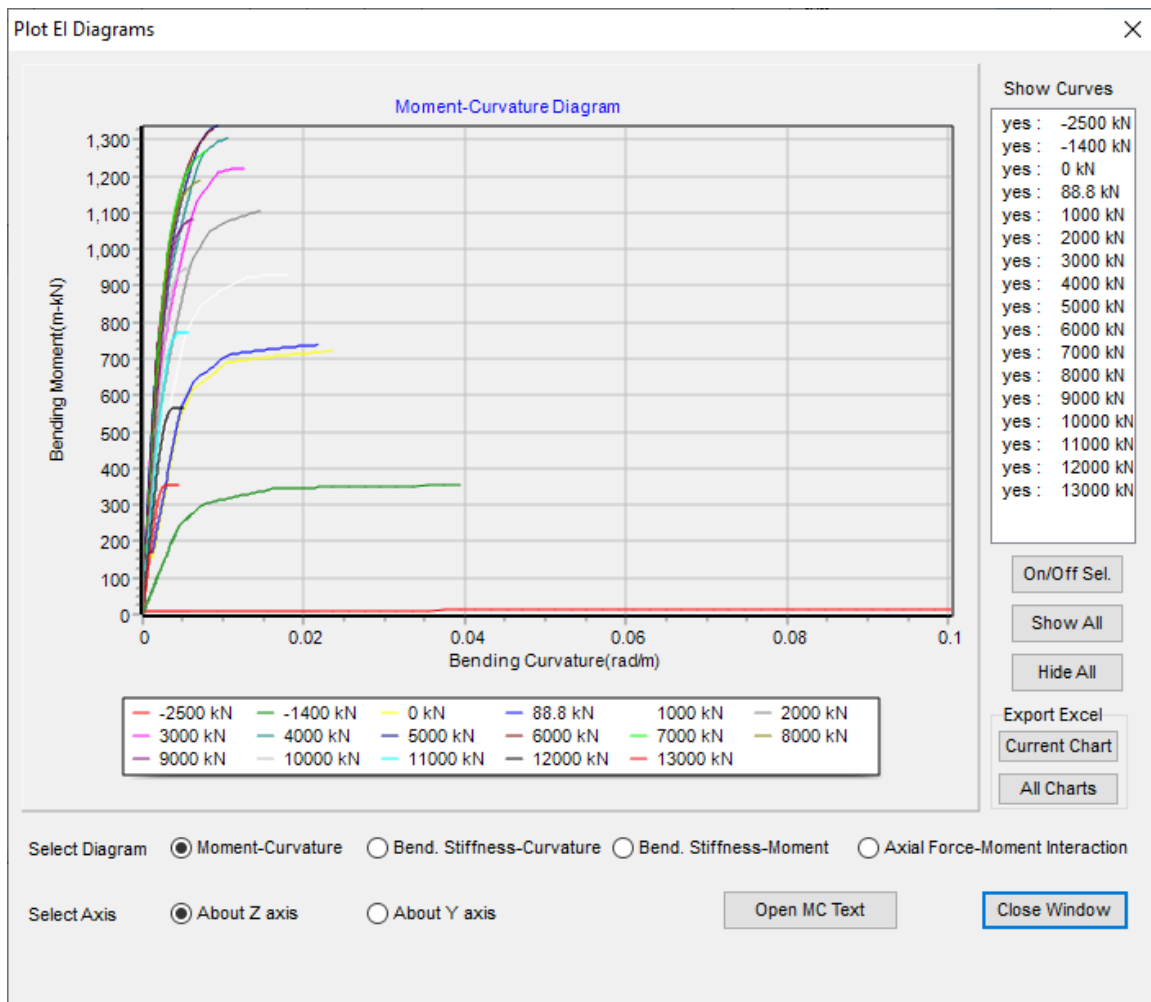 Plot EI Diagrams
Moment-Curvature Diagram
Bending Moment(m-kN)
1,300
1,200
1,100
1,000
900
800
700
600
500
400
300
200
100
0
0 0.02 0.04 0.06 0.08 0.1
Bending Curvature(rad/m)
-2500 kN -1400 kN 0 kN 88.8 kN 1000 kN 2000 kN
3000 kN 4000 kN 5000 kN 6000 kN 7000 kN 8000 kN
9000 kN 10000 kN 11000 kN 12000 kN 13000 kN
Show Curves
yes : -2500 kN
yes : -1400 kN
yes : 0 kN
yes : 88.8 kN
yes : 1000 kN
yes : 2000 kN
yes : 3000 kN
yes : 4000 kN
yes : 5000 kN
yes : 6000 kN
yes : 7000 kN
yes : 8000 kN
yes : 9000 kN
yes : 10000 kN
yes : 11000 kN
yes : 12000 kN
yes : 13000 kN
On/Off Sel.
Show All
Hide All
Export Excel
Current Chart
All Charts
Select Diagram Moment-Curvature Bend. Stiffness-Curvature Bend. Stiffness-Moment Axial Force-Moment Interaction
Select Axis About Z axis About Y axis Open MC Text Close Window